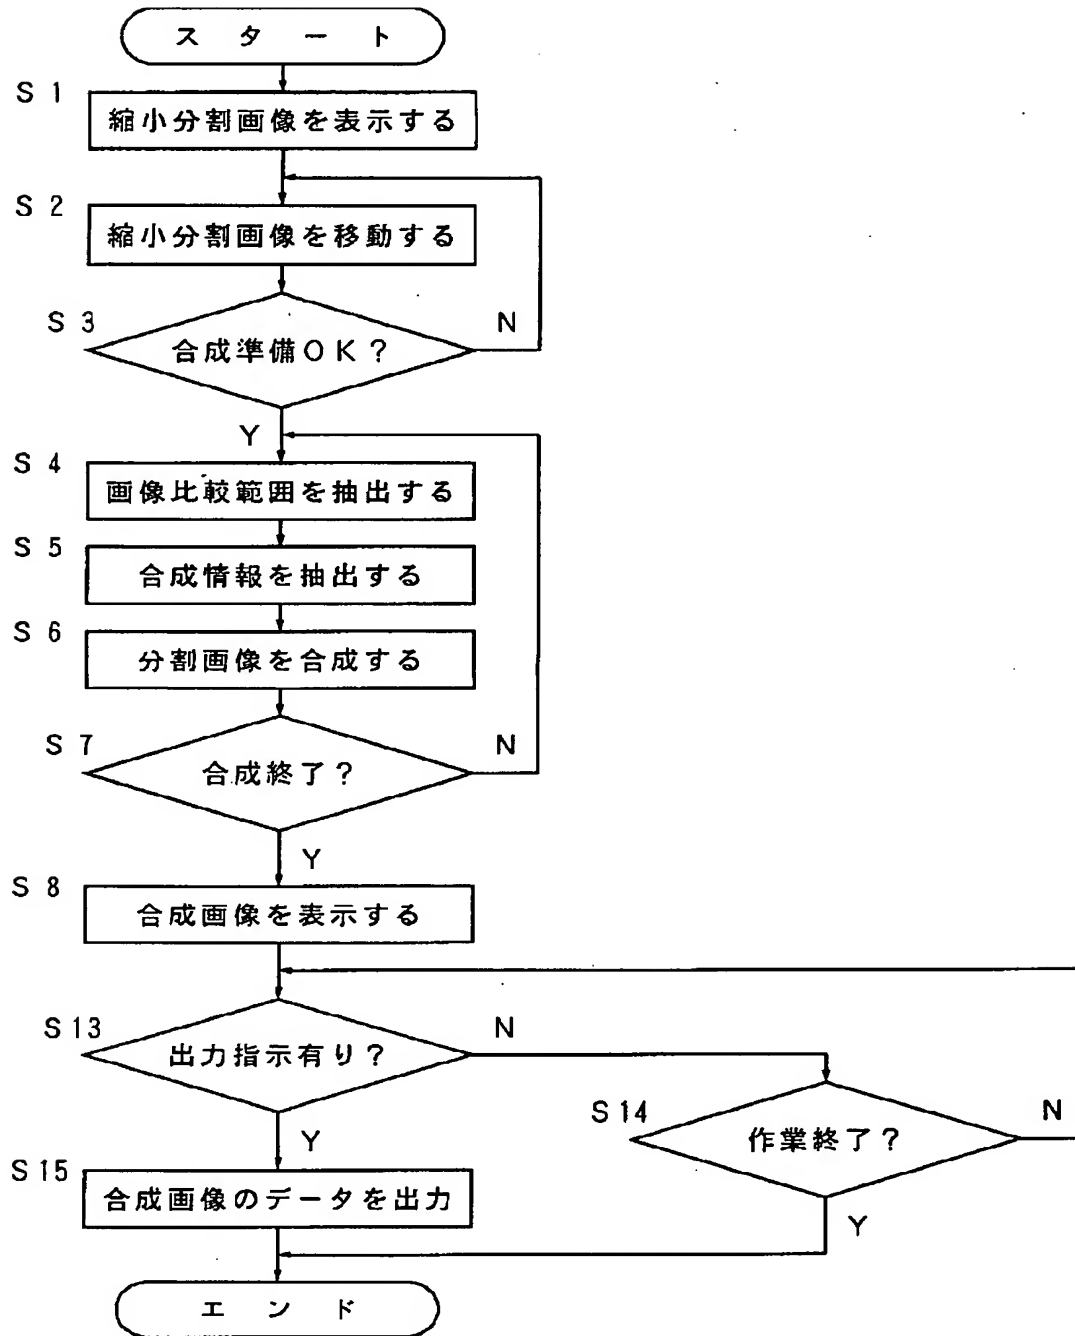 スタート
S1
縮小分割画像を表示する
S2
縮小分割画像を移動する
S3
合成準備OK?
N
Y
S4
画像比較範囲を抽出する
S5
合成情報を抽出する
S6
分割画像を合成する
S7
合成終了?
N
Y
S8
合成画像を表示する
S13
出力指示有り?
N
S14
作業終了?
N
Y
S15
合成画像のデータを出力
Y
エンド